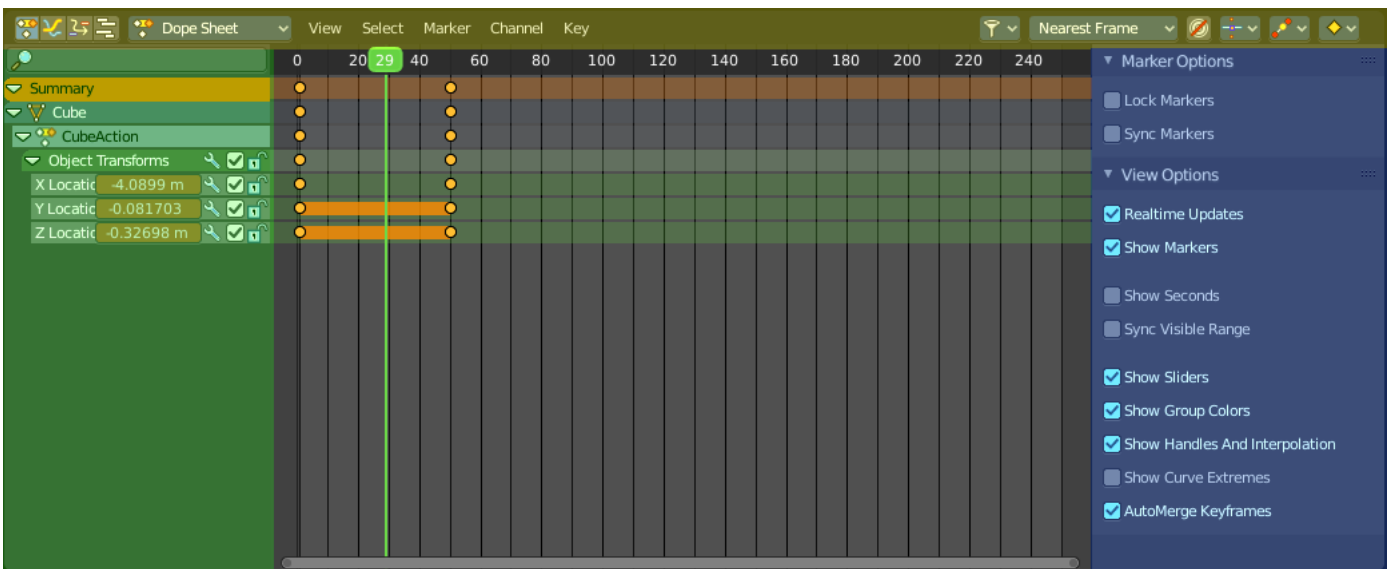 Dope Sheet View Select Marker Channel Key Nearest Frame
0 20 29 40 60 80 100 120 140 160 180 200 220 240
Summary
Cube
CubeAction
Object Transforms
X Locatic -4.0899 m
Y Locatic -0.081703
Z Locatic -0.32698 m
Marker Options
Lock Markers
Sync Markers
View Options
Realtime Updates
Show Markers
Show Seconds
Sync Visible Range
Show Sliders
Show Group Colors
Show Handles And Interpolation
Show Curve Extremes
AutoMerge Keyframes